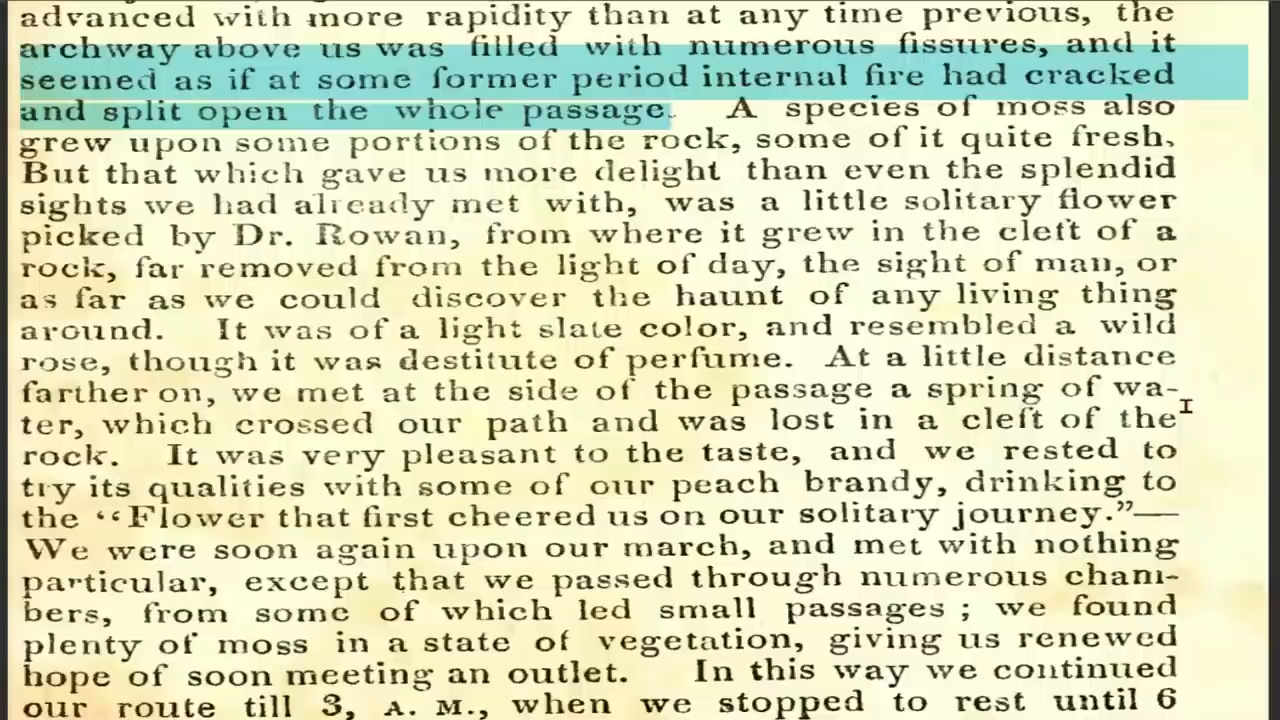 advanced with more rapidity than at any time previous, the
archway above us was filled with numerous fissures, and it
seemed as if at some former period internal fire had cracked
and split open the whole passage. A species of moss also
grew upon some portions of the rock, some of it quite fresh.
But that which gave us more delight than even the splendid
sights we had already met with, was a little solitary flower
picked by Dr. Rowan, from where it grew in the cleft of a
rock, far removed from the light of day, the sight of man, or
as far as we could discover the haunt of any living thing
around. It was of a light slate color, and resembled a wild
rose, though it was destitute of perfume. At a little distance
farther on, we met at the side of the passage a spring of wa-
ter, which crossed our path and was lost in a cleft of the
rock. It was very pleasant to the taste, and we rested to
try its qualities with some of our peach brandy, drinking to
the “Flower that first cheered us on our solitary journey.”—
We were soon again upon our march, and met with nothing
particular, except that we passed through numerous cham-
bers, from some of which led small passages ; we found
plenty of moss in a state of vegetation, giving us renewed
hope of soon meeting an outlet. In this way we continued
our route till 3, A. M., when we stopped to rest until 6